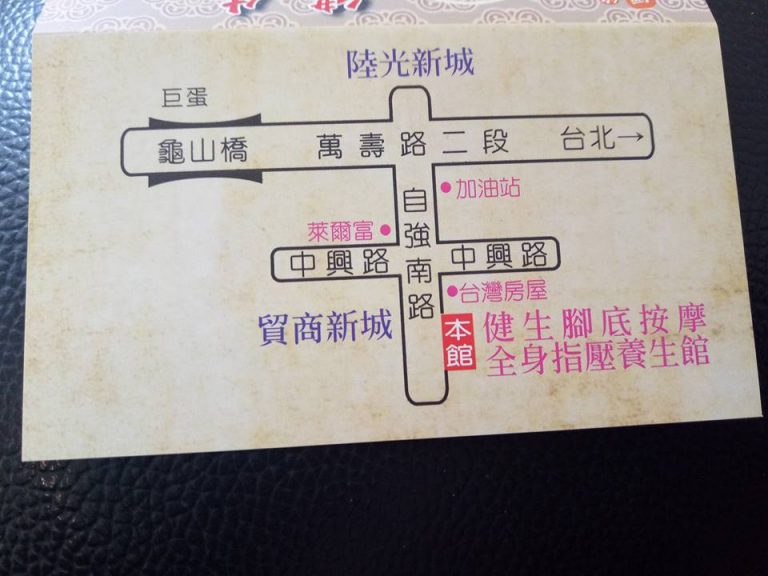 陸光新城
巨蛋
龜山橋 萬壽路二段 台北→
加油站
自強南路
萊爾富
中興路 中興路
台灣房屋
貿商新城
本館
健生腳底按摩
全身指壓養生館